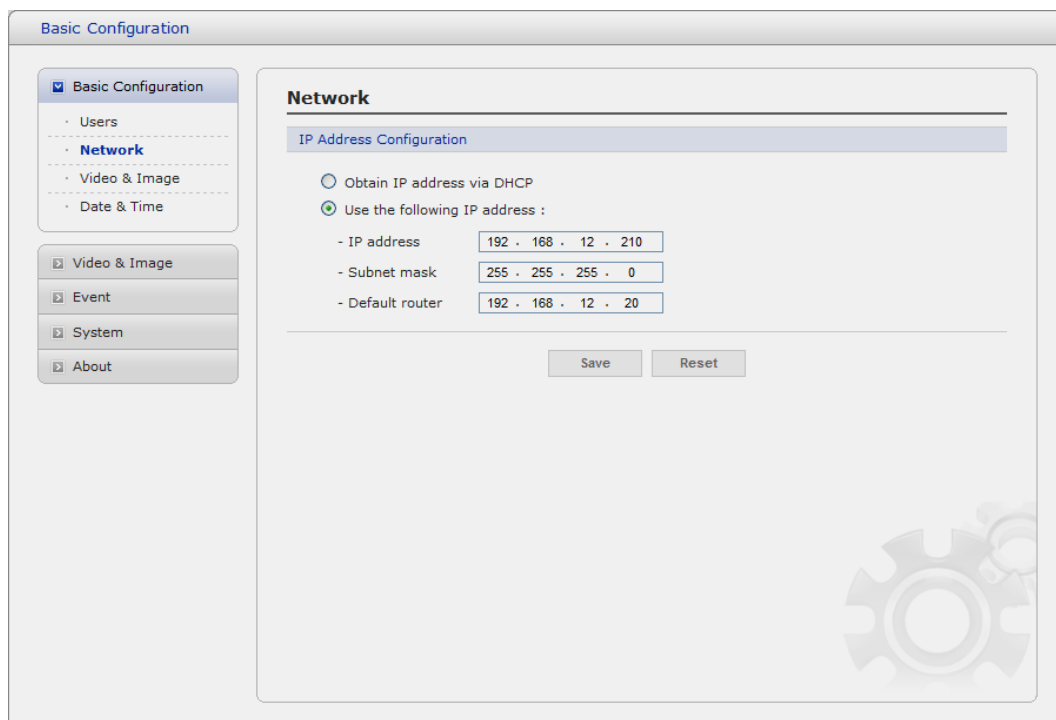 Basic Configuration
Basic Configuration
· Users
· Network
· Video & Image
· Date & Time
Video & Image
Event
System
About
Network
IP Address Configuration
Obtain IP address via DHCP
Use the following IP address :
- IP address 192 . 168 . 12 . 210
- Subnet mask 255 . 255 . 255 . 0
- Default router 192 . 168 . 12 . 20
Save Reset